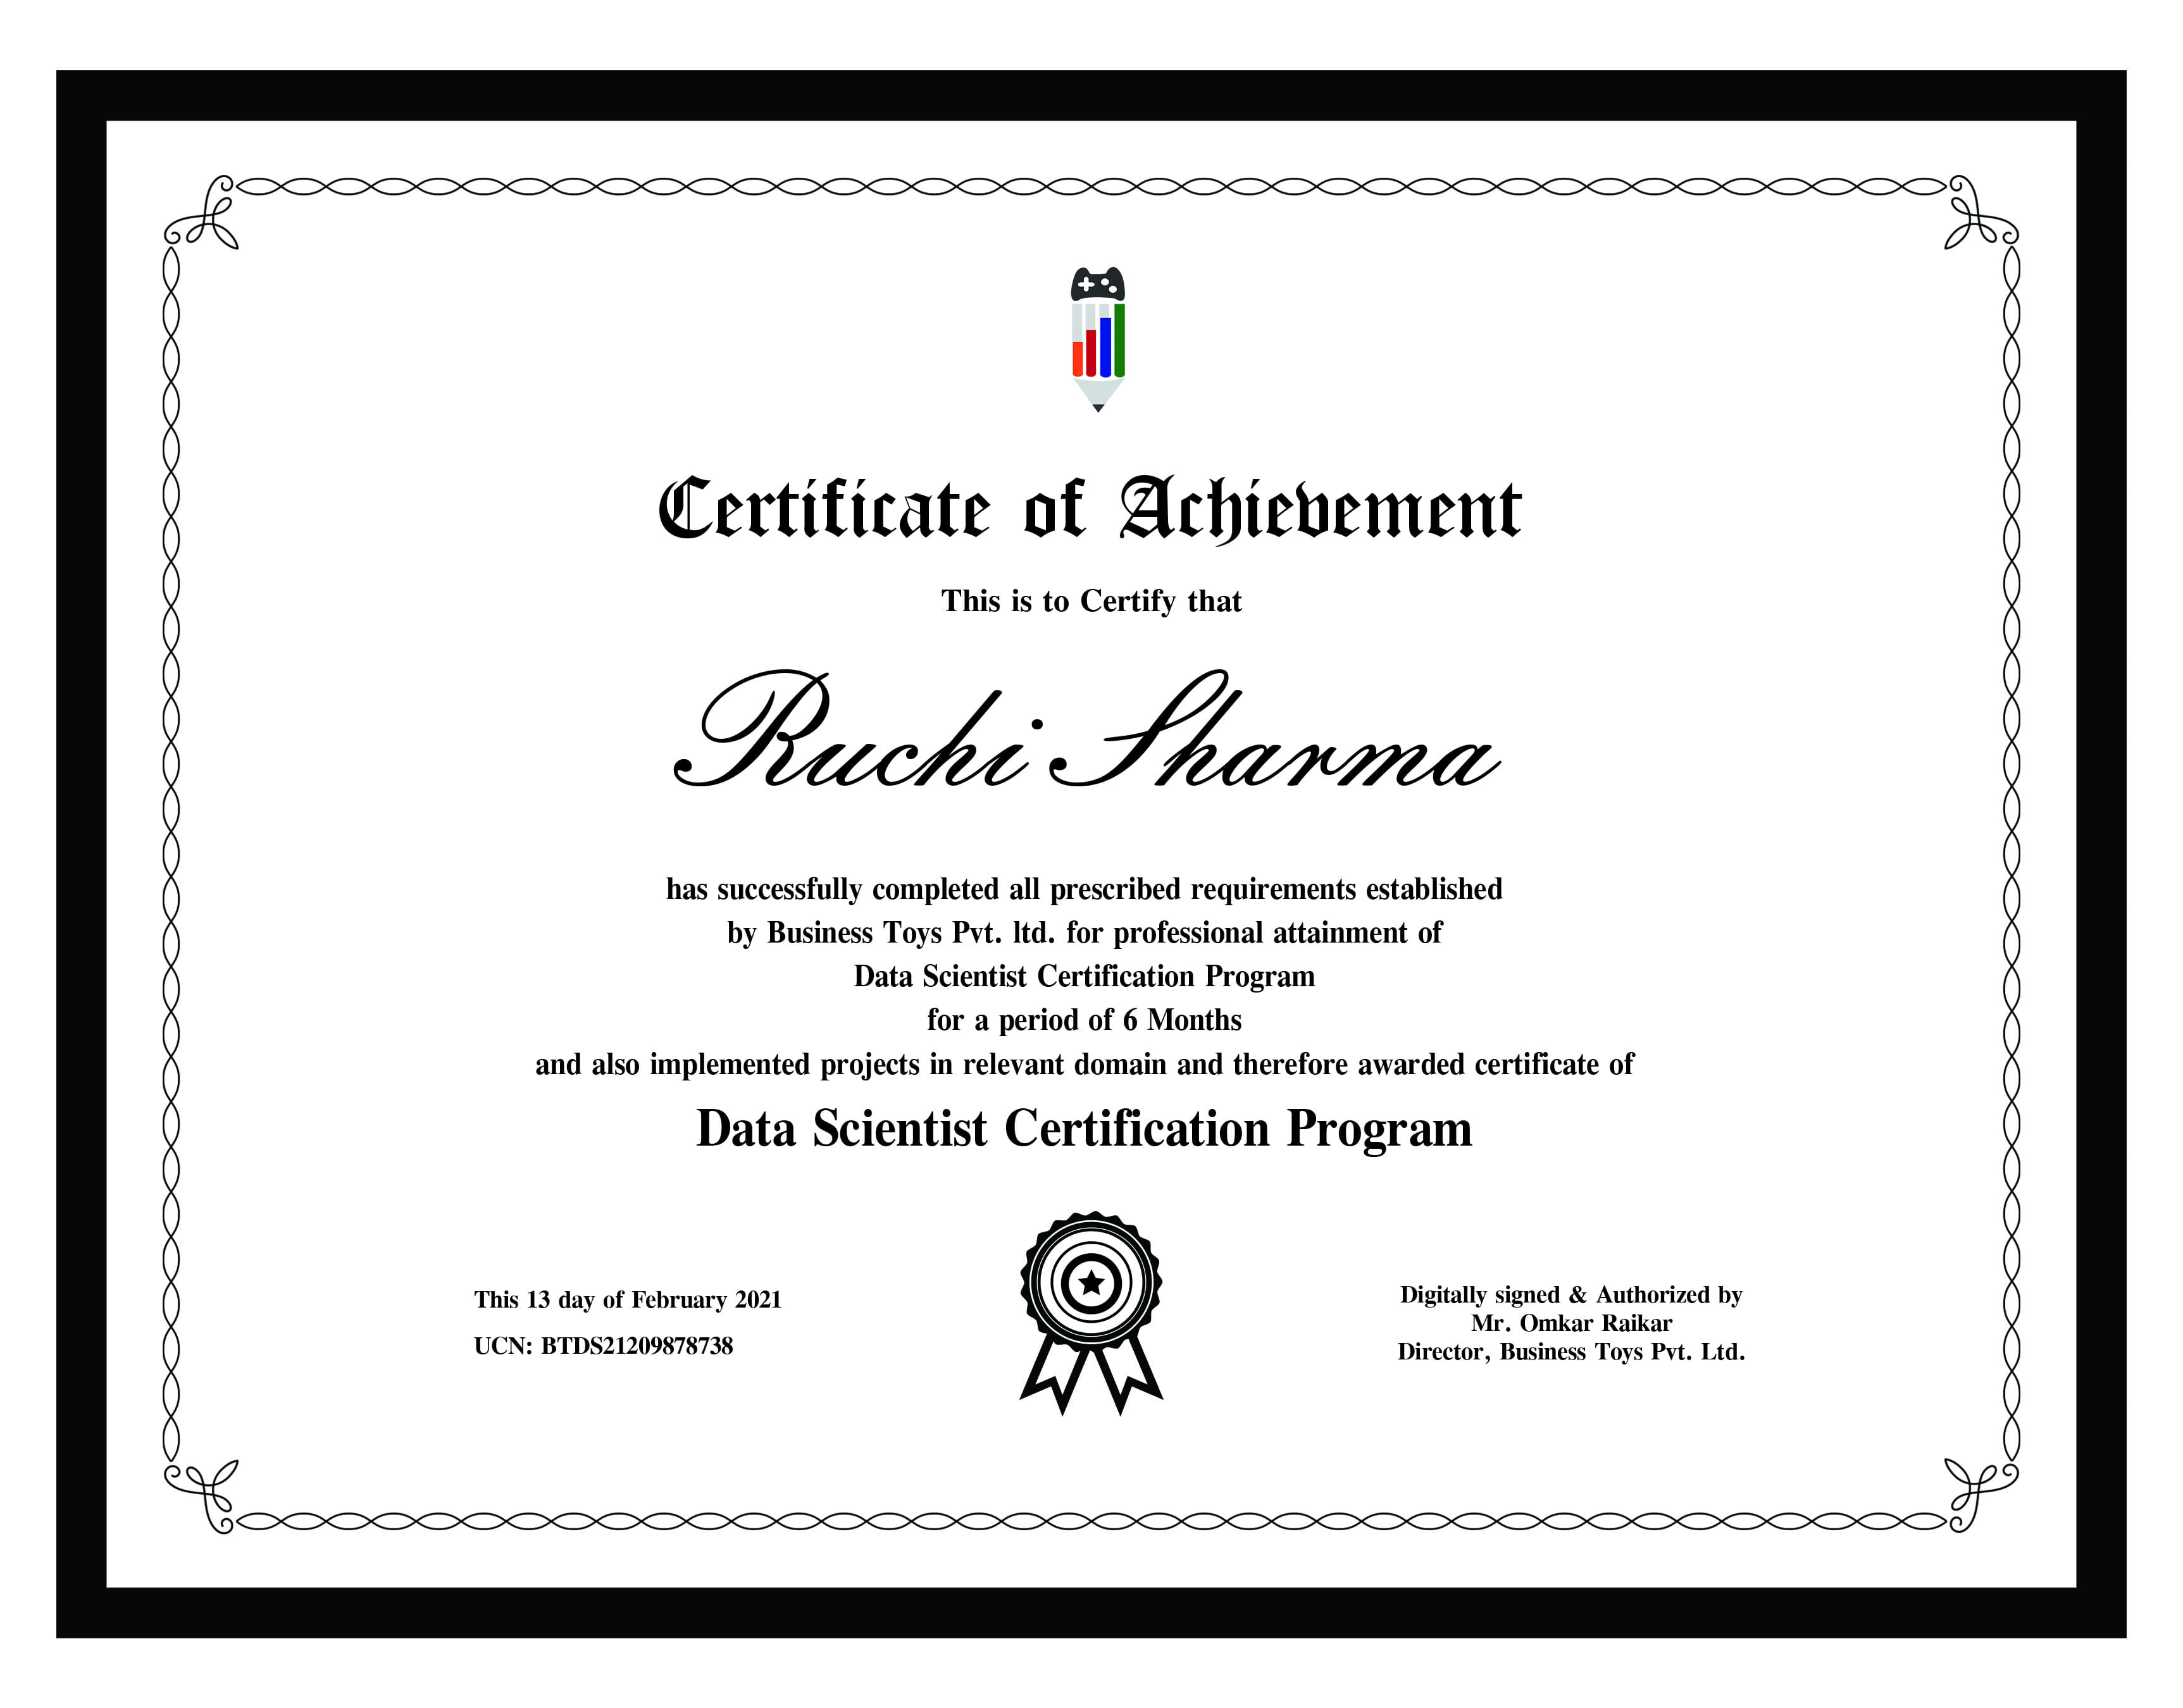 Certificate of Achievement
This is to Certify that
Ruchi Sharma
has successfully completed all prescribed requirements established
by Business Toys Pvt. ltd. for professional attainment of
Data Scientist Certification Program
for a period of 6 Months
and also implemented projects in relevant domain and therefore awarded certificate of
Data Scientist Certification Program
This 13 day of February 2021
UCN: BTDS21209878738
Digitally signed & Authorized by
Mr. Omkar Raikar
Director, Business Toys Pvt. Ltd.